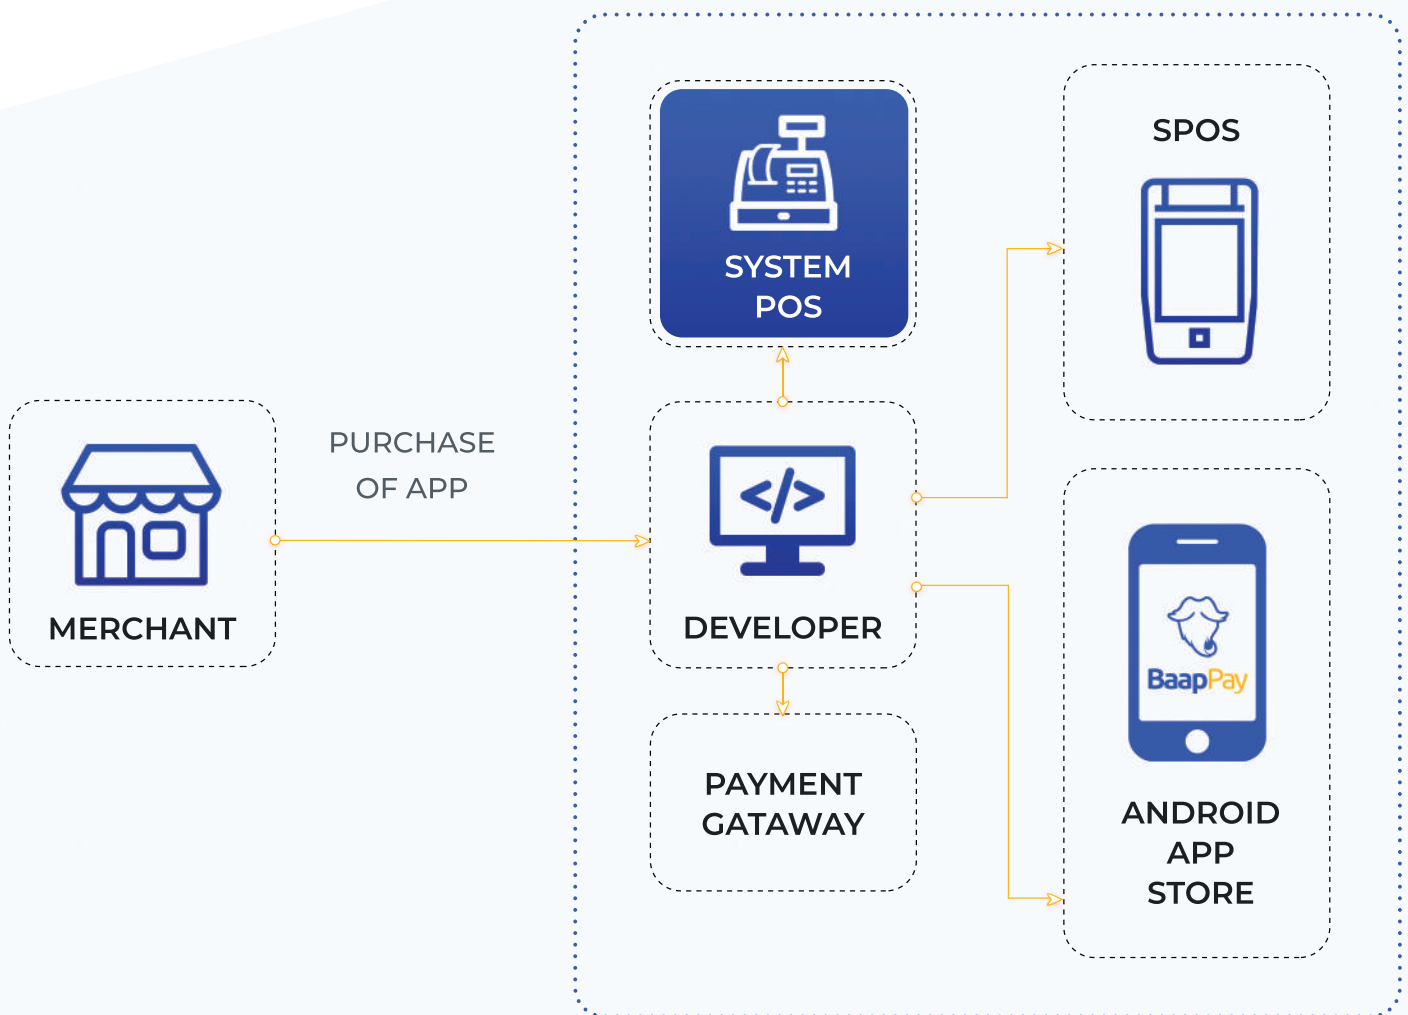 SYSTEM
POS
SPOS
PURCHASE
OF APP
MERCHANT
</>
DEVELOPER
BaapPay
PAYMENT
GATAWAY
ANDROID
APP
STORE